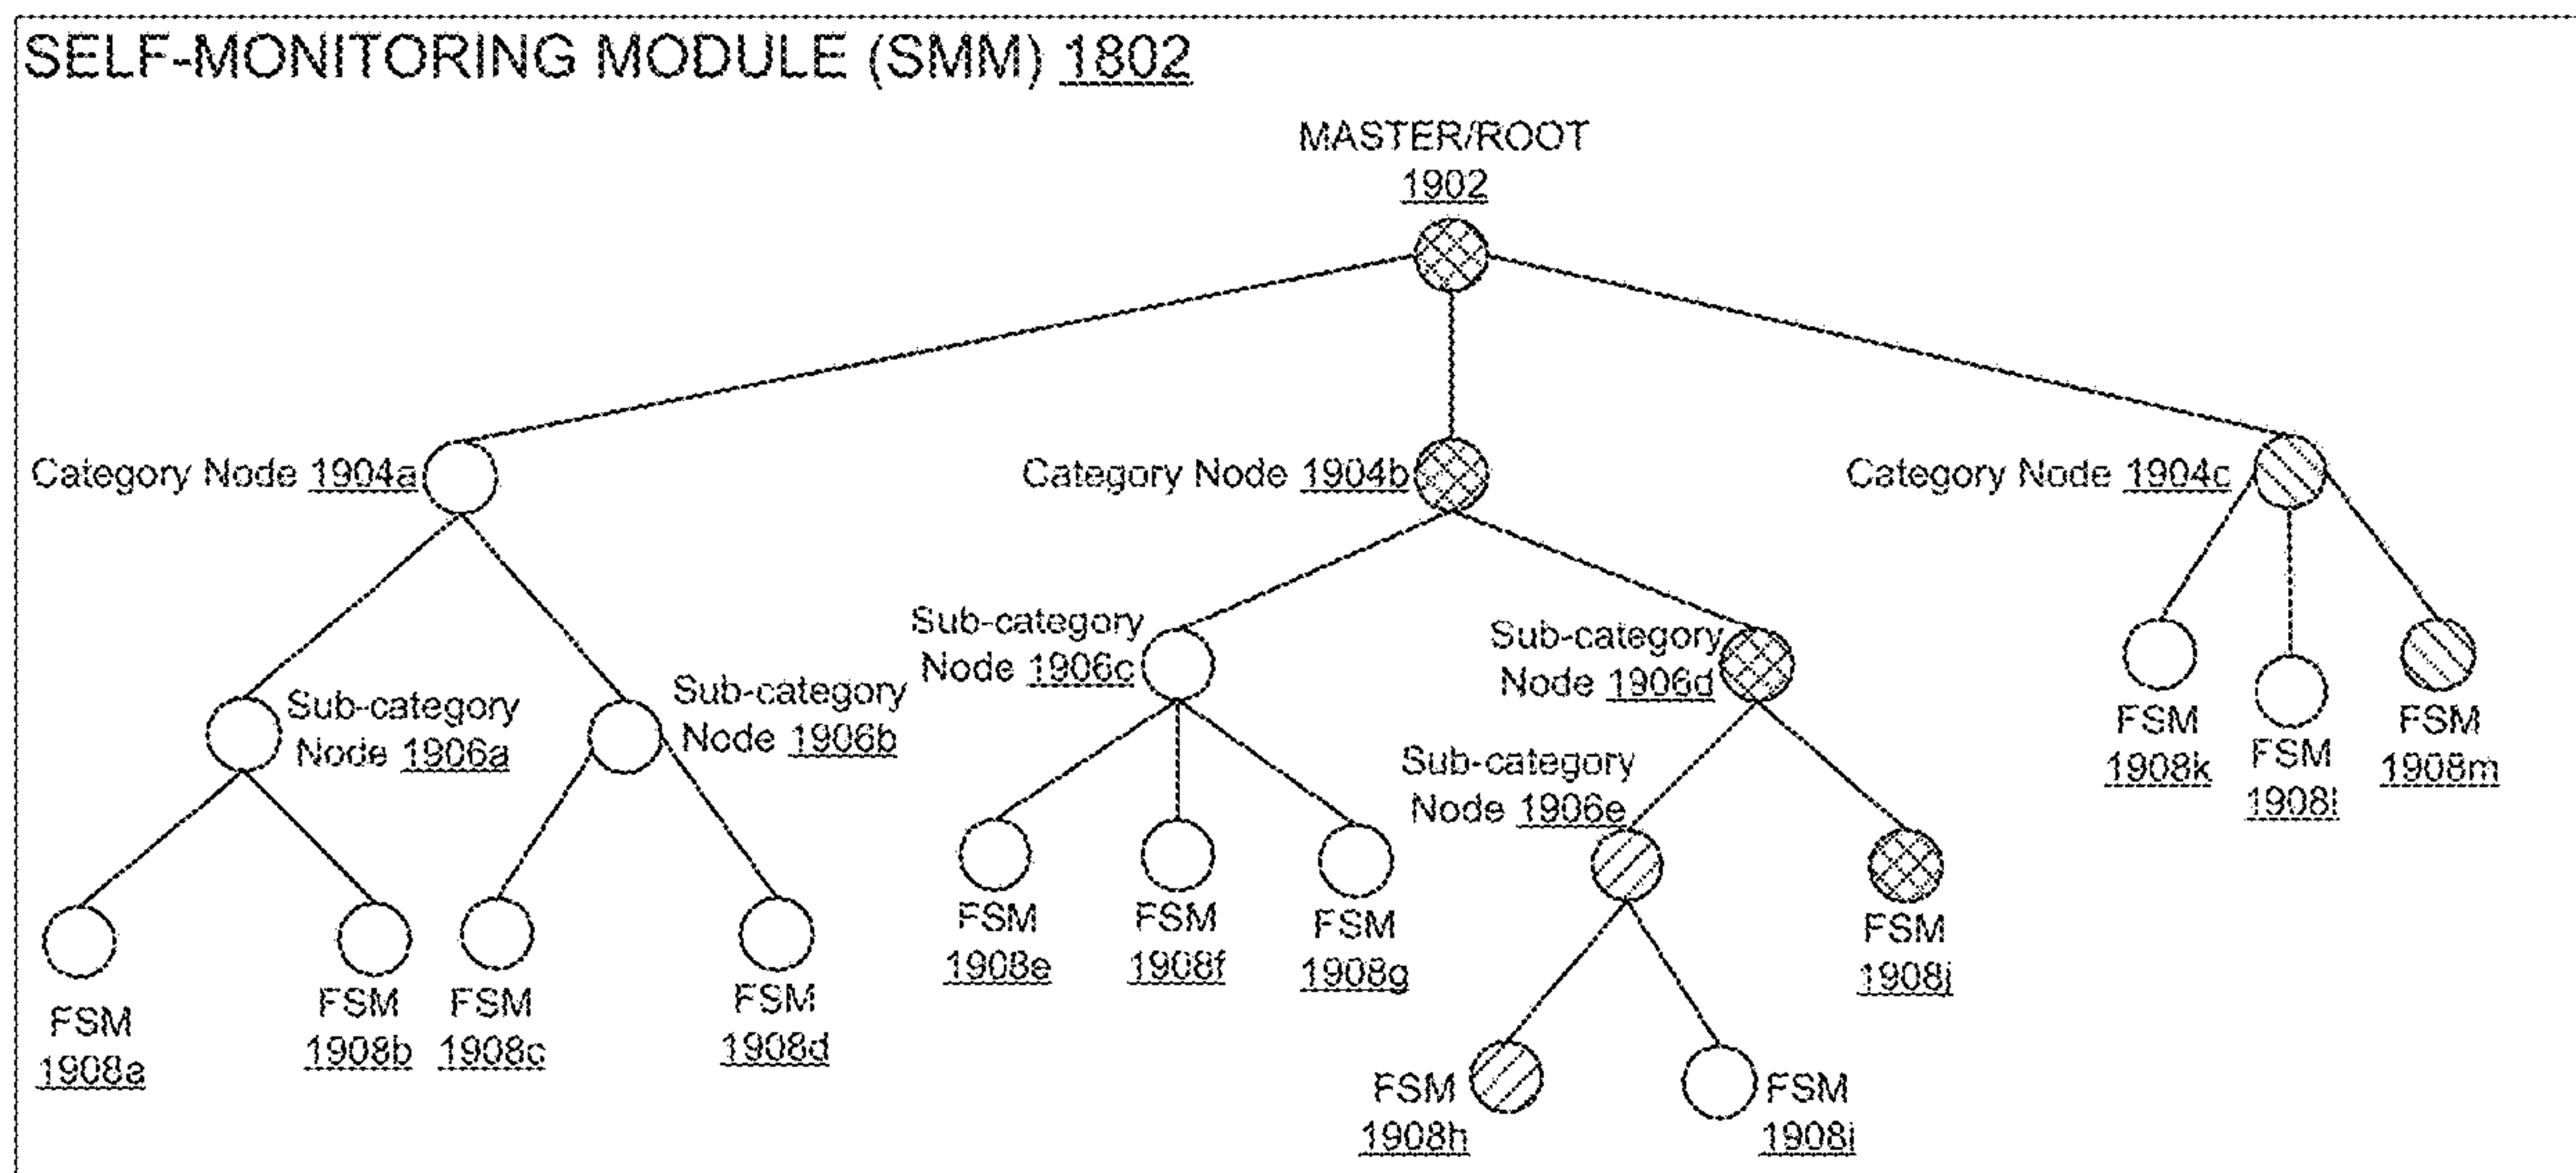 SELF-MONITORING MODULE (SMM) 1802
MASTER/ROOT
1902
Category Node 1904a
Category Node 1904b
Category Node 1904c
Sub-category
Node 1906a
Sub-category
Node 1906b
Sub-category
Node 1906c
Sub-category
Node 1906d
Sub-category
Node 1906e
FSM
1908a
FSM
1908b
FSM
1908c
FSM
1908d
FSM
1908e
FSM
1908f
FSM
1908g
FSM
1908h
FSM
1908i
FSM
1908j
FSM
1908k
FSM
1908l
FSM
1908m